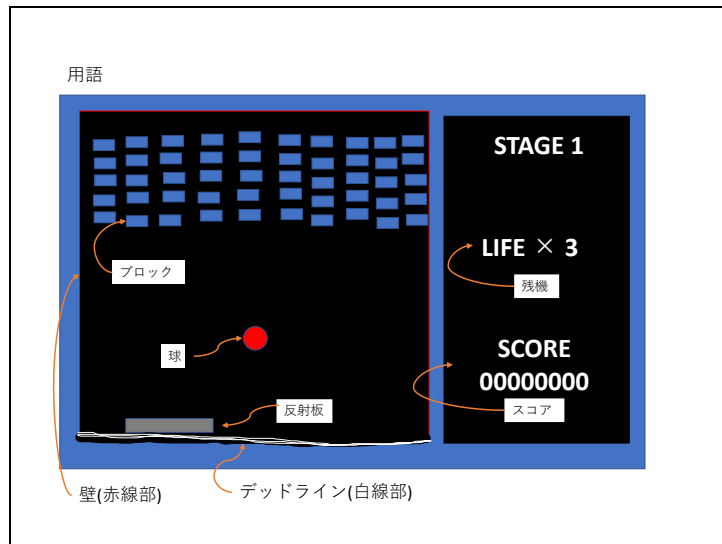 用語
STAGE 1
LIFE × 3
残機
ブロック
球
SCORE
00000000
スコア
反射板
壁(赤線部)
デッドライン(白線部)